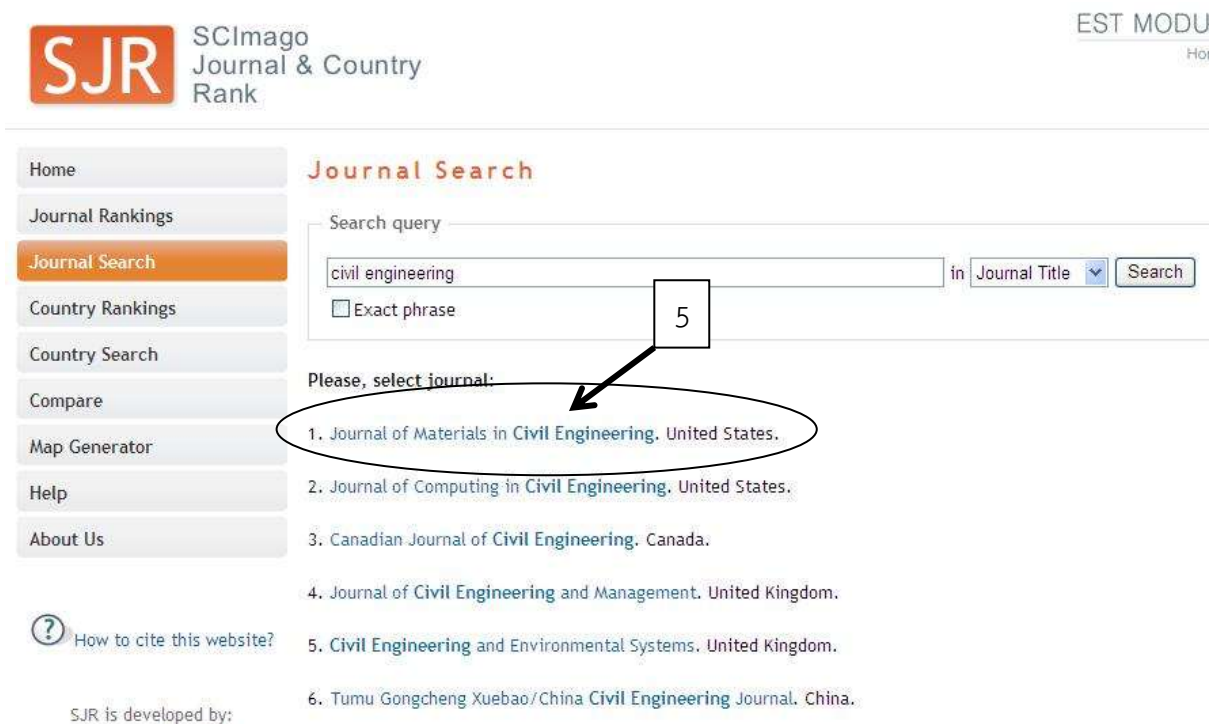 SJR
SCImago
Journal & Country
Rank
EST MODU
Hor
Home
Journal Rankings
Journal Search
Country Rankings
Country Search
Compare
Map Generator
Help
About Us
How to cite this website?
SJR is developed by:
Journal Search
Search query
civil engineering in Journal Title Search
Exact phrase
5
Please, select journal:
1. Journal of Materials in Civil Engineering. United States.
2. Journal of Computing in Civil Engineering. United States.
3. Canadian Journal of Civil Engineering. Canada.
4. Journal of Civil Engineering and Management. United Kingdom.
5. Civil Engineering and Environmental Systems. United Kingdom.
6. Tumu Gongcheng Xuebao/China Civil Engineering Journal. China.